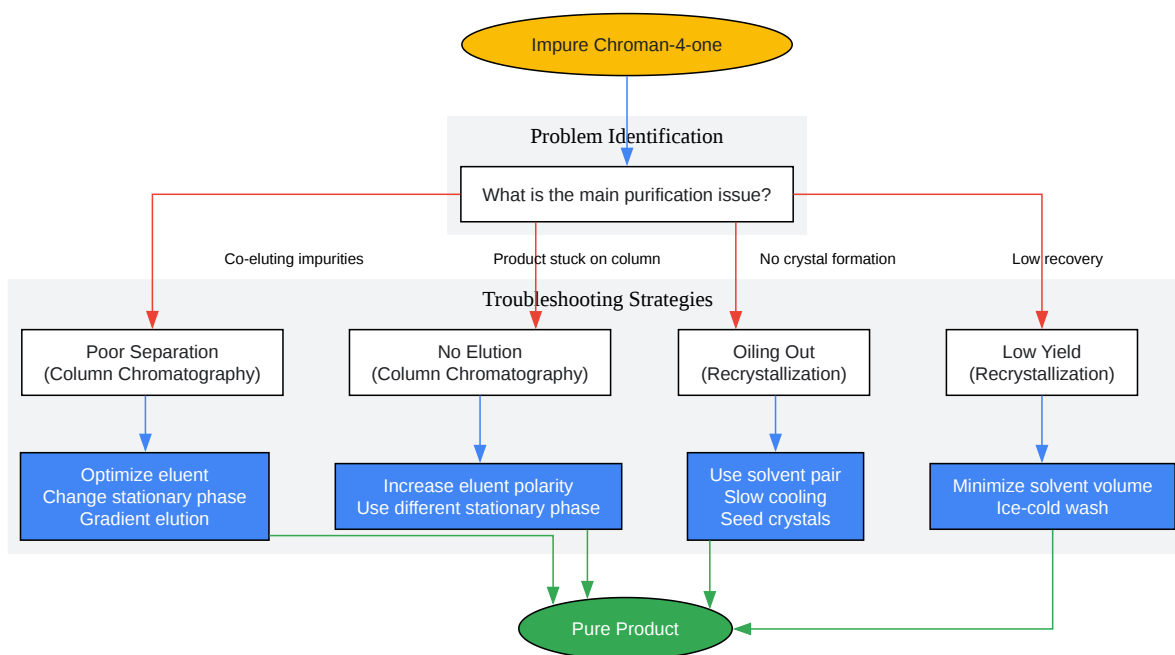 Impure Chroman-4-one
Problem Identification
What is the main purification issue?
Co-eluting impurities
Product stuck on column
No crystal formation
Low recovery
Troubleshooting Strategies
Poor Separation
(Column Chromatography)
No Elution
(Column Chromatography)
Oiling Out
(Recrystallization)
Low Yield
(Recrystallization)
Optimize eluent
Change stationary phase
Gradient elution
Increase eluent polarity
Use different stationary phase
Use solvent pair
Slow cooling
Seed crystals
Minimize solvent volume
Ice-cold wash
Pure Product